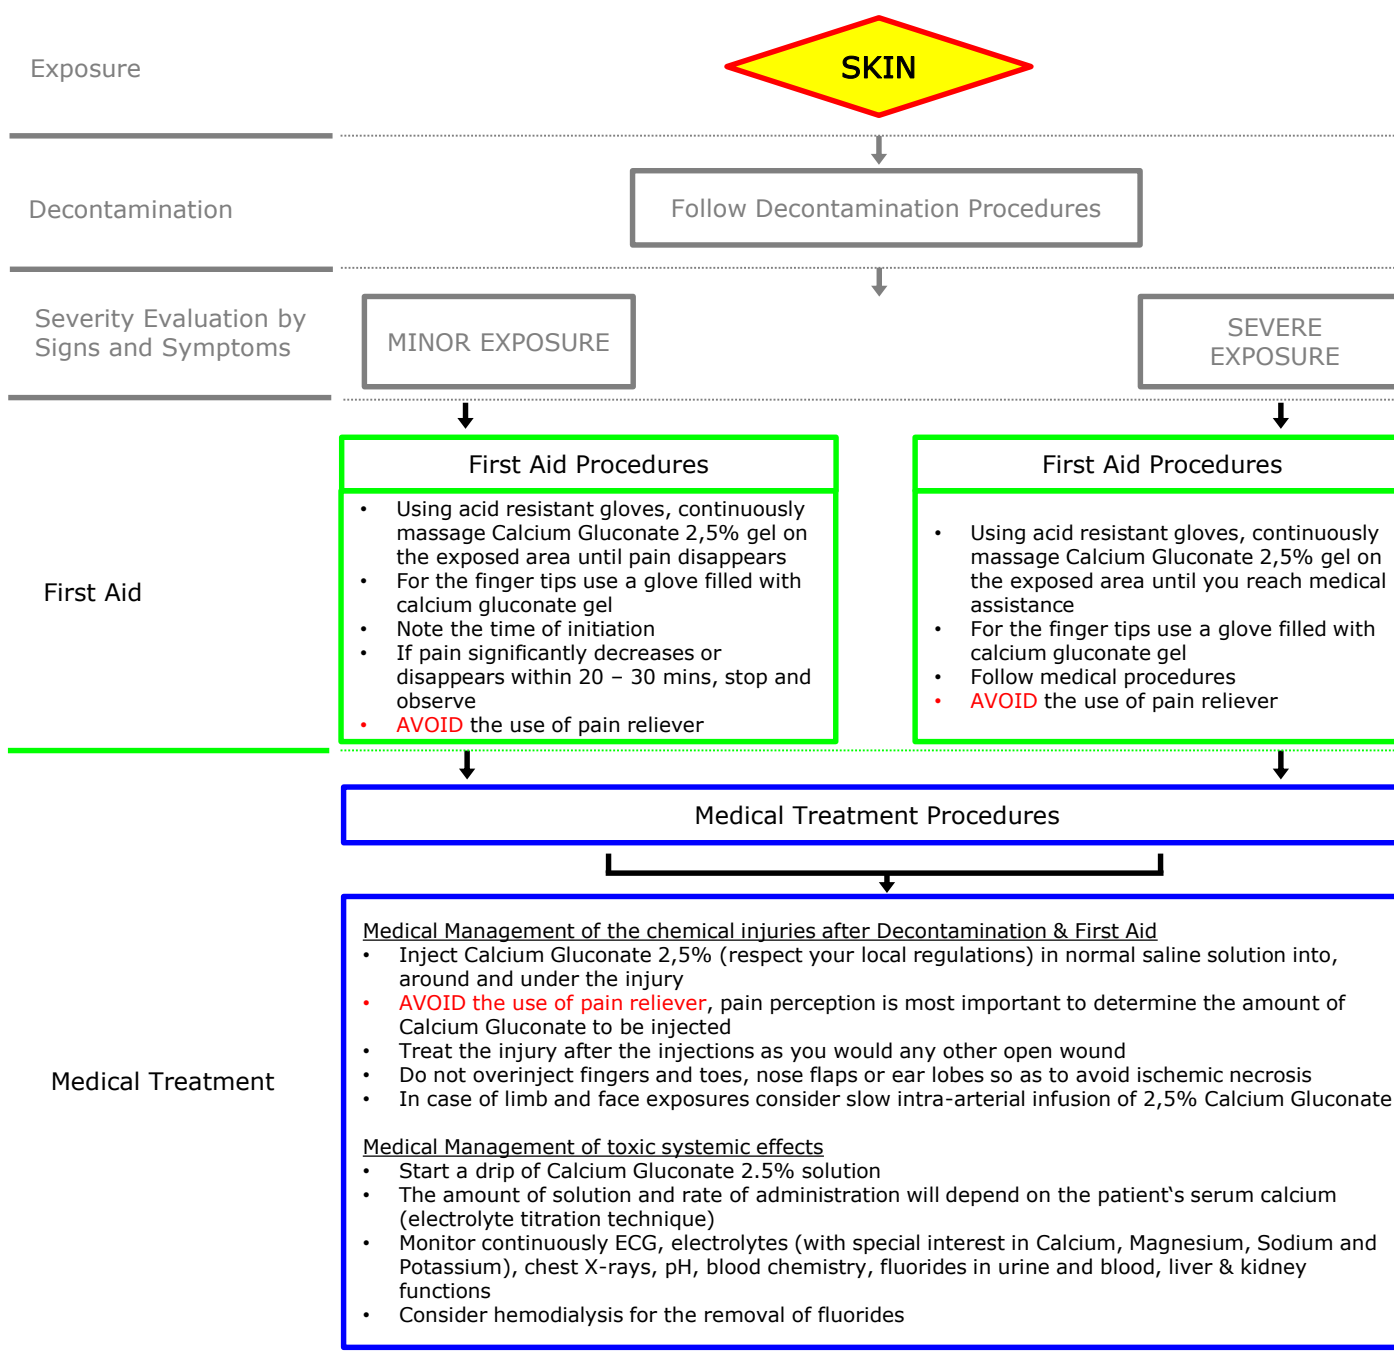 Exposure
SKIN
Decontamination
Follow Decontamination Procedures
Severity Evaluation by
Signs and Symptoms
MINOR EXPOSURE
SEVERE
EXPOSURE
First Aid
First Aid Procedures
• Using acid resistant gloves, continuously
massage Calcium Gluconate 2,5% gel on
the exposed area until pain disappears
• For the finger tips use a glove filled with
calcium gluconate gel
• Note the time of initiation
• If pain significantly decreases or
disappears within 20 – 30 mins, stop and
observe
• AVOID the use of pain reliever
First Aid Procedures
• Using acid resistant gloves, continuously
massage Calcium Gluconate 2,5% gel on
the exposed area until you reach medical
assistance
• For the finger tips use a glove filled with
calcium gluconate gel
• Follow medical procedures
• AVOID the use of pain reliever
Medical Treatment
Medical Treatment Procedures
Medical Management of the chemical injuries after Decontamination & First Aid
• Inject Calcium Gluconate 2,5% (respect your local regulations) in normal saline solution into,
around and under the injury
• AVOID the use of pain reliever, pain perception is most important to determine the amount of
Calcium Gluconate to be injected
• Treat the injury after the injections as you would any other open wound
• Do not overinject fingers and toes, nose flaps or ear lobes so as to avoid ischemic necrosis
• In case of limb and face exposures consider slow intra-arterial infusion of 2,5% Calcium Gluconate
Medical Management of toxic systemic effects
• Start a drip of Calcium Gluconate 2.5% solution
• The amount of solution and rate of administration will depend on the patient‘s serum calcium
(electrolyte titration technique)
• Monitor continuously ECG, electrolytes (with special interest in Calcium, Magnesium, Sodium and
Potassium), chest X-rays, pH, blood chemistry, fluorides in urine and blood, liver & kidney
functions
• Consider hemodialysis for the removal of fluorides